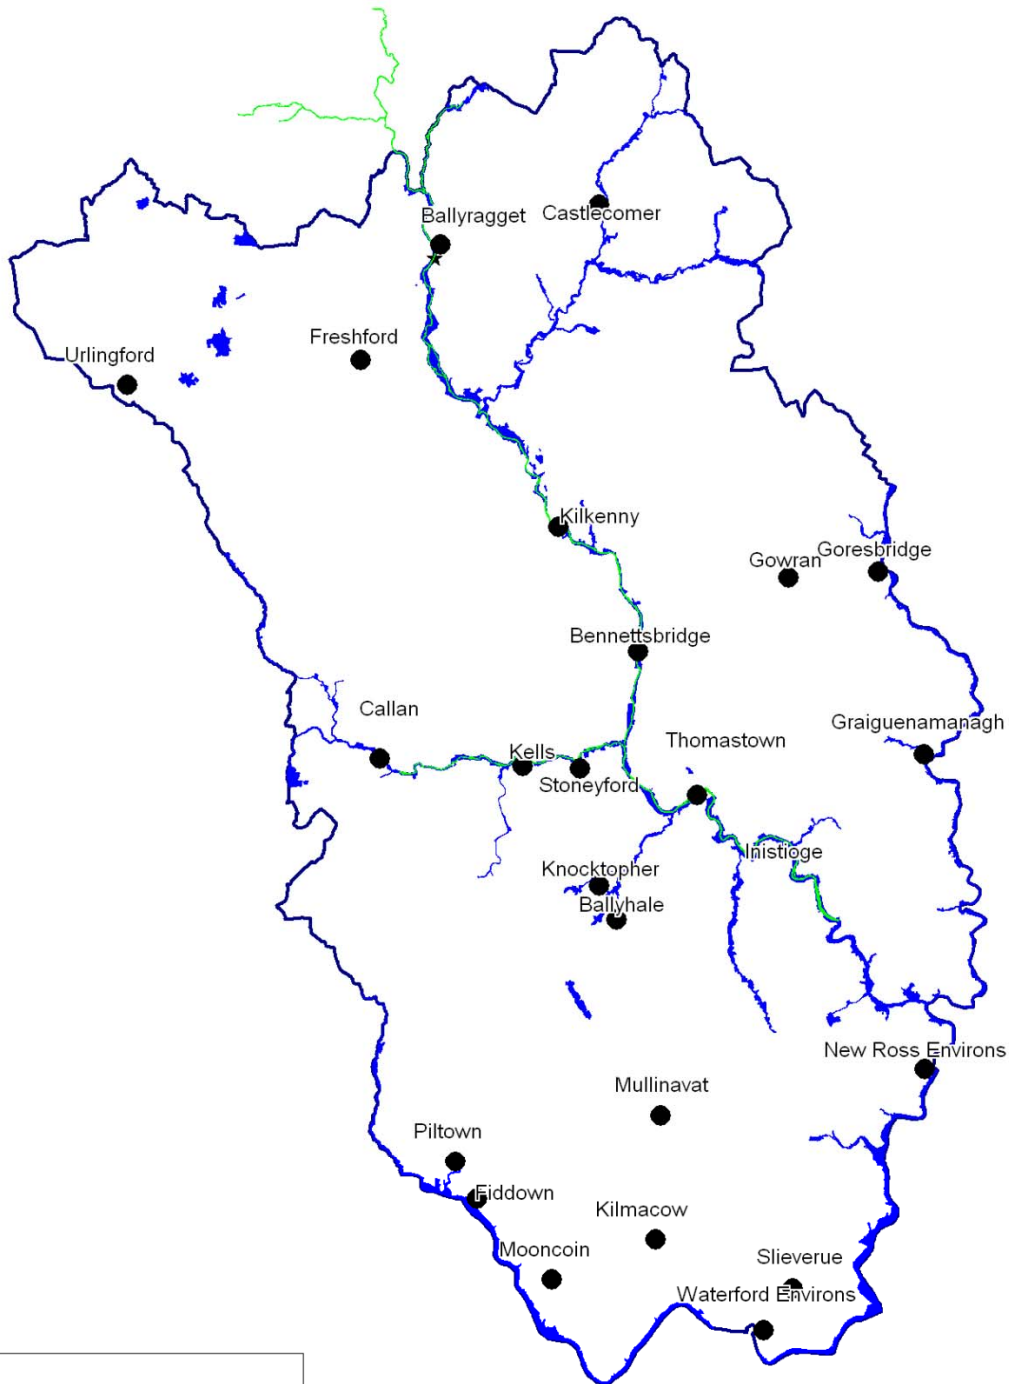 Ballyragget
Castlecomer
Freshford
Urlingford
Kilkenny
Gowran
Goresbridge
Bennettsbridge
Callan
Graiguenamanagh
Thomastown
Kells
Stoneyford
Inistioge
Knocktopher
Ballyhale
New Ross Environs
Mullinavat
Piltown
Fiddown
Kilmacow
Mooncoin
Slieverue
Waterford Environs